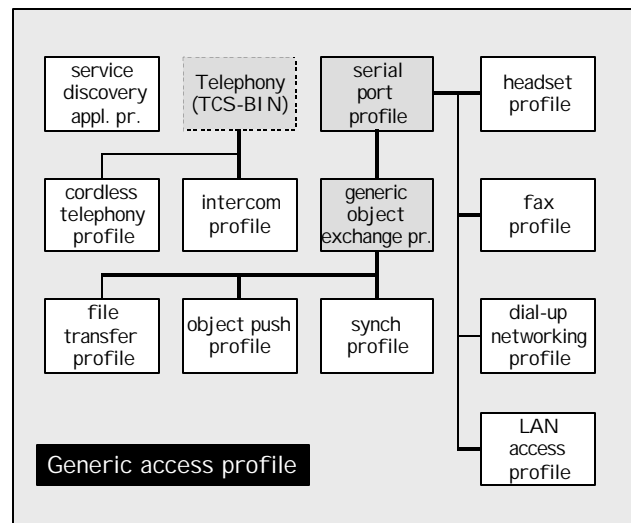 service
discovery
appl. pr.
Telephony
(TCS-BIN)
serial
port
profile
headset
profile
cordless
telephony
profile
intercom
profile
generic
object
exchange pr.
fax
profile
file
transfer
profile
object push
profile
synch
profile
dial-up
networking
profile
LAN
access
profile
Generic access profile